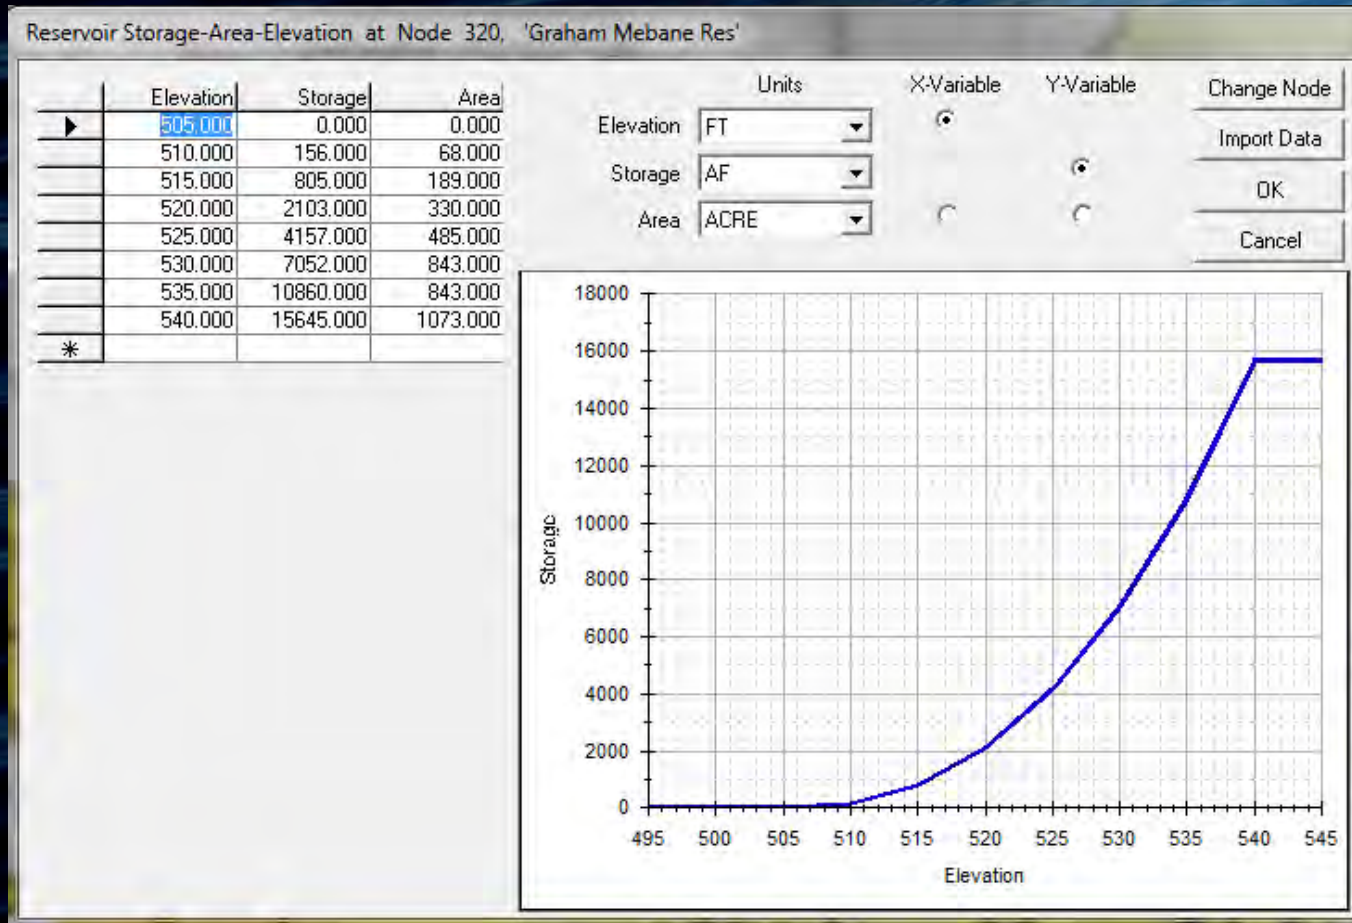 Reservoir Storage-Area-Elevation at Node 320, 'Graham Mebane Res'
Elevation Storage Area
505.000 0.000 0.000
510.000 156.000 68.000
515.000 805.000 189.000
520.000 2103.000 330.000
525.000 4157.000 485.000
530.000 7052.000 843.000
535.000 10860.000 843.000
540.000 15645.000 1073.000
*
Units X-Variable Y-Variable
Elevation FT
Storage AF
Area ACRE
Change Node
Import Data
OK
Cancel
18000
16000
14000
12000
10000
8000
6000
4000
2000
0
Storage
495 500 505 510 515 520 525 530 535 540 545
Elevation